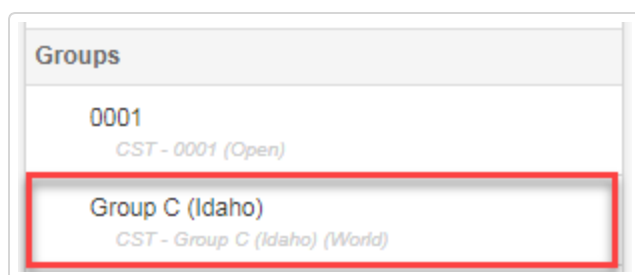 Groups
0001
CST - 0001 (Open)
Group C (Idaho)
CST - Group C (Idaho) (World)